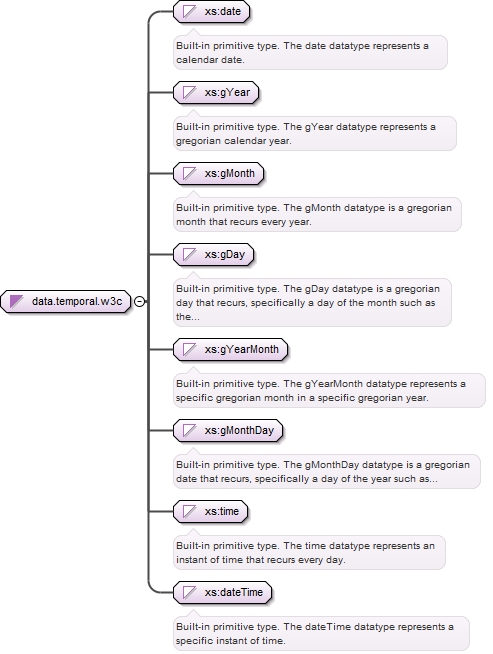 xs:date
Built-in primitive type. The date datatype represents a
calendar date.
xs:gYear
Built-in primitive type. The gYear datatype represents a
gregorian calendar year.
xs:gMonth
Built-in primitive type. The gMonth datatype is a gregorian
month that recurs every year.
xs:gDay
Built-in primitive type. The gDay datatype is a gregorian
day that recurs, specifically a day of the month such as
the...
data.temporal.w3c
xs:gYearMonth
Built-in primitive type. The gYearMonth datatype represents a
specific gregorian month in a specific gregorian year.
xs:gMonthDay
Built-in primitive type. The gMonthDay datatype is a gregorian
date that recurs, specifically a day of the year such as...
xs:time
Built-in primitive type. The time datatype represents an
instant of time that recurs every day.
xs:dateTime
Built-in primitive type. The dateTime datatype represents a
specific instant of time.